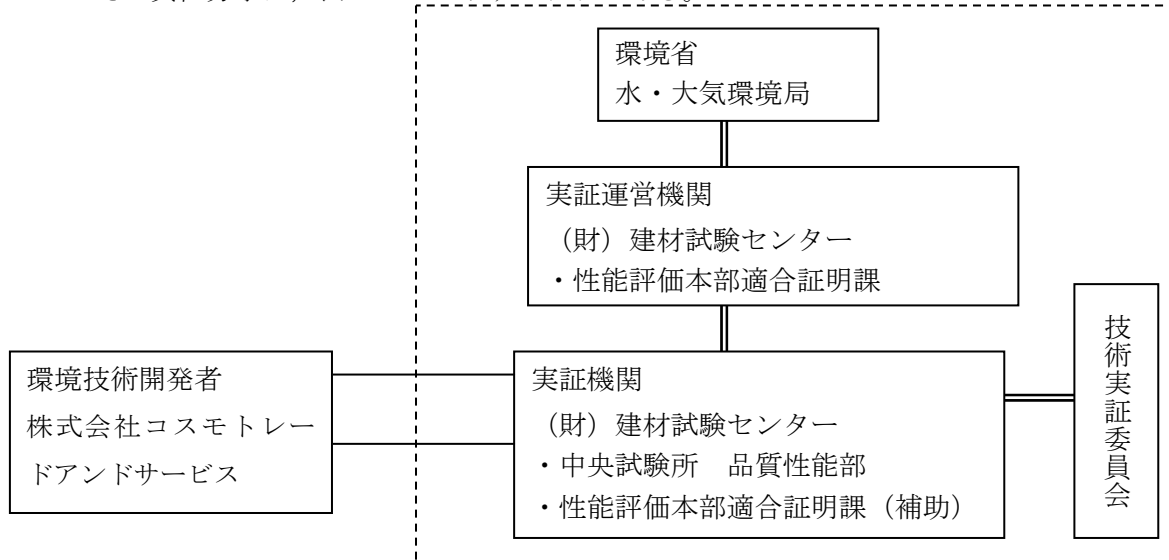 環境省
水・大気環境局
実証運営機関
（財）建材試験センター
・性能評価本部適合証明課
環境技術開発者
株式会社コスモトレー
ドアンドサービス
実証機関
（財）建材試験センター
・中央試験所　品質性能部
・性能評価本部適合証明課（補助）
技術実証委員会